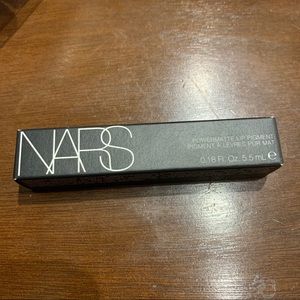 NARS
POWERMATTE LIP PIGMENT
PIGMENT À LÈVRES PUR MAT
0.18 Fl. Oz. 5.5 mL ℮